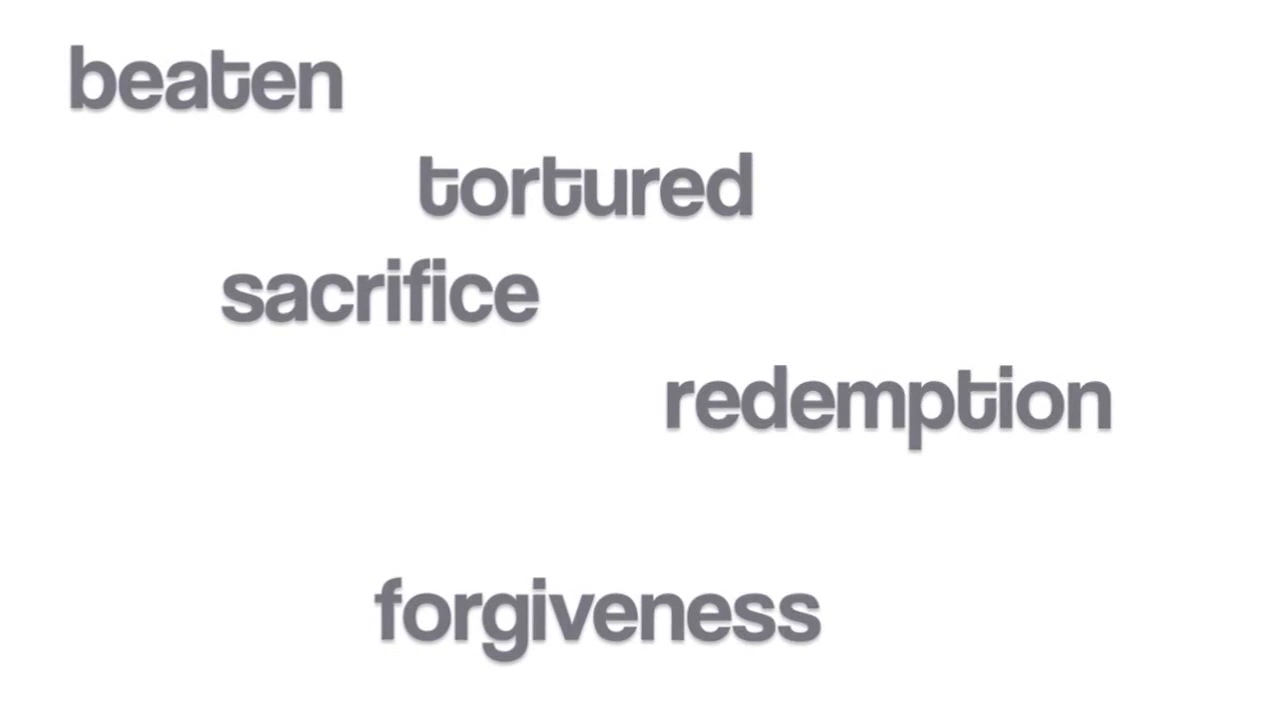 beaten
tortured
sacrifice
redemption
forgiveness